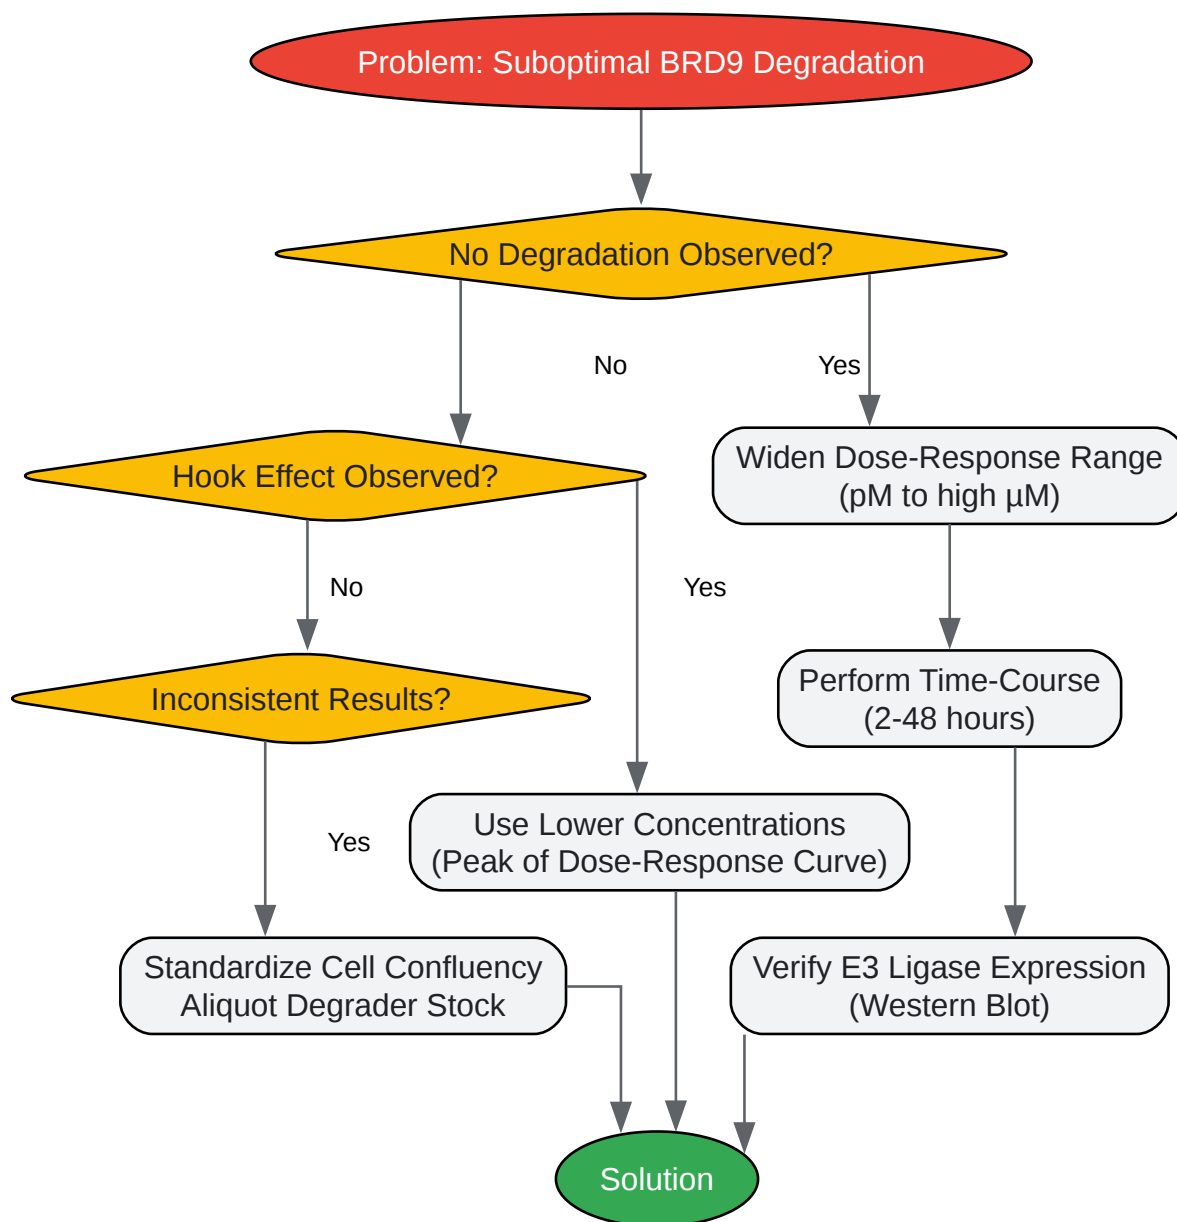 Problem: Suboptimal BRD9 Degradation
No Degradation Observed?
No
Yes
Hook Effect Observed?
Widen Dose-Response Range
(pM to high µM)
No
Yes
Inconsistent Results?
Perform Time-Course
(2-48 hours)
Yes
Use Lower Concentrations
(Peak of Dose-Response Curve)
Standardize Cell Confluency
Aliquot Degrader Stock
Verify E3 Ligase Expression
(Western Blot)
Solution